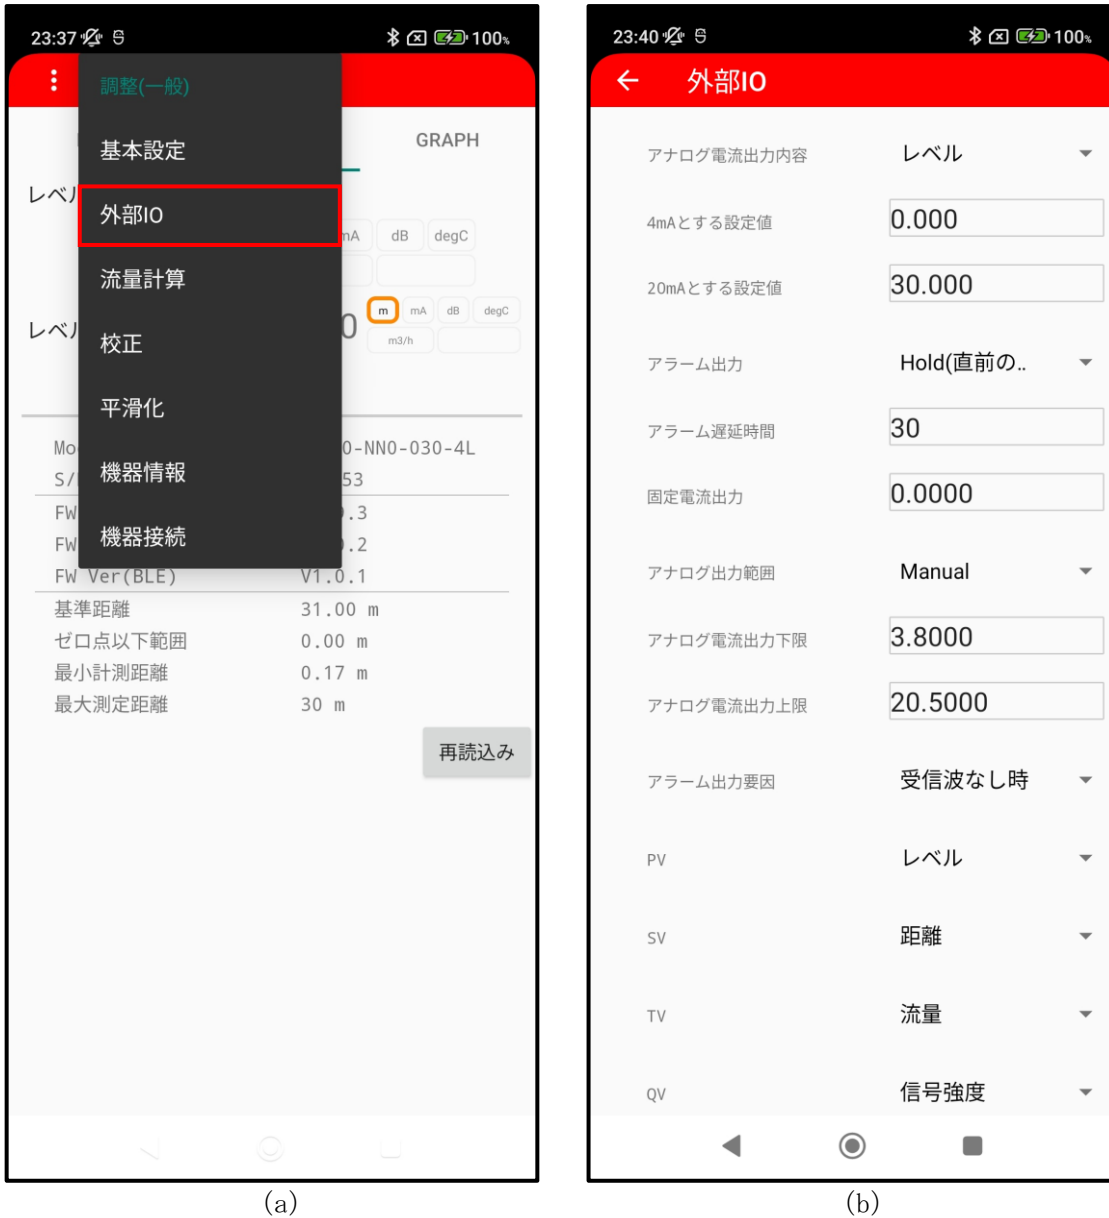 23:37
100%
調整(一般)
基本設定
GRAPH
外部IO
mA dB degC
流量計算
m mA dB degC
0
m3/h
校正
平滑化
0-NN0-030-4L
機器情報
53
FW
.3
機器接続
FW
.2
FW Ver(BLE) V1.0.1
基準距離 31.00 m
ゼロ点以下範囲 0.00 m
最小計測距離 0.17 m
最大測定距離 30 m
再読込み
(a)
23:40
100%
外部IO
アナログ電流出力内容 レベル
4mAとする設定値 0.000
20mAとする設定値 30.000
アラーム出力 Hold(直前の..
アラーム遅延時間 30
固定電流出力 0.0000
アナログ出力範囲 Manual
アナログ電流出力下限 3.8000
アナログ電流出力上限 20.5000
アラーム出力要因 受信波なし時
PV レベル
SV 距離
TV 流量
QV 信号強度
(b)